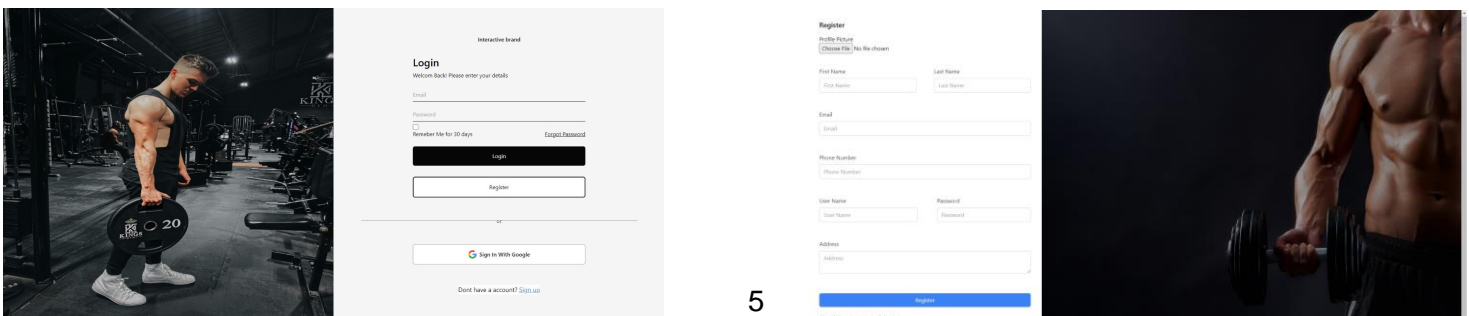 KINGS
KINGS
20
Interactive brand
Login
Welcom Back! Please enter your details
Email
Password
Remeber Me for 30 days
Forgot Password
Login
Register
or
Sign In With Google
Dont have a account? Sign up
5
Register
Profile Picture
Choose File No file chosen
First Name Last Name
First Name Last Name
Email
Email
Phone Number
Phone Number
User Name Password
User Name Password
Address
Address
Register